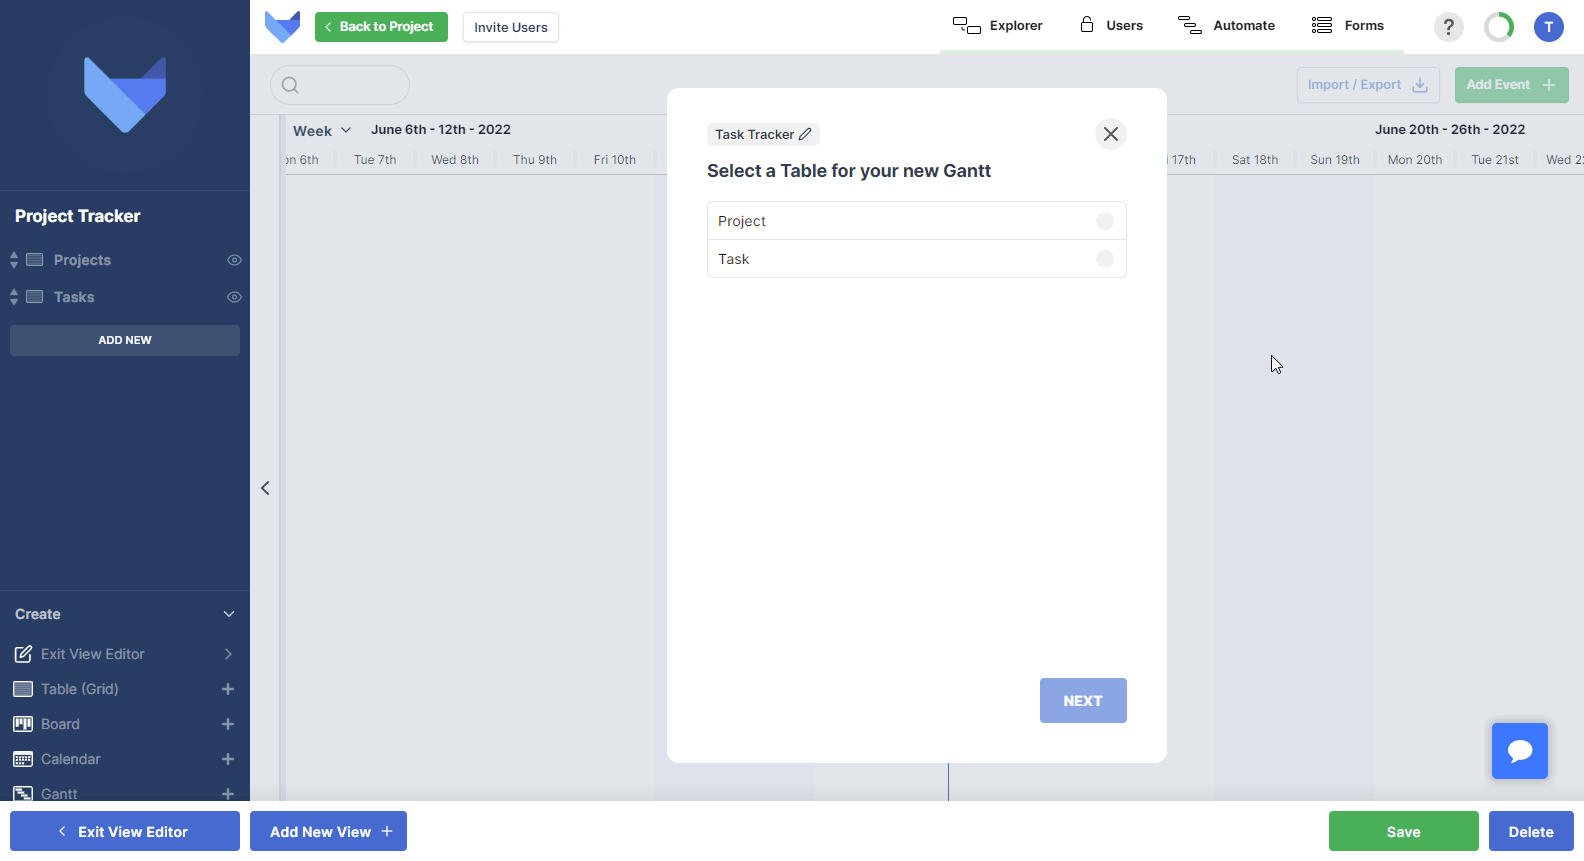 Back to Project
Invite Users
Explorer
Users
Automate
Forms
?
T
Import / Export
Add Event
Week
June 6th - 12th - 2022
June 20th - 26th - 2022
on 6th
Tue 7th
Wed 8th
Thu 9th
Fri 10th
17th
Sat 18th
Sun 19th
Mon 20th
Tue 21st
Wed 22
Project Tracker
Projects
Tasks
ADD NEW
Task Tracker
Select a Table for your new Gantt
Project
Task
NEXT
Create
Exit View Editor
Table (Grid)
Board
Calendar
Gantt
Exit View Editor
Add New View
Save
Delete